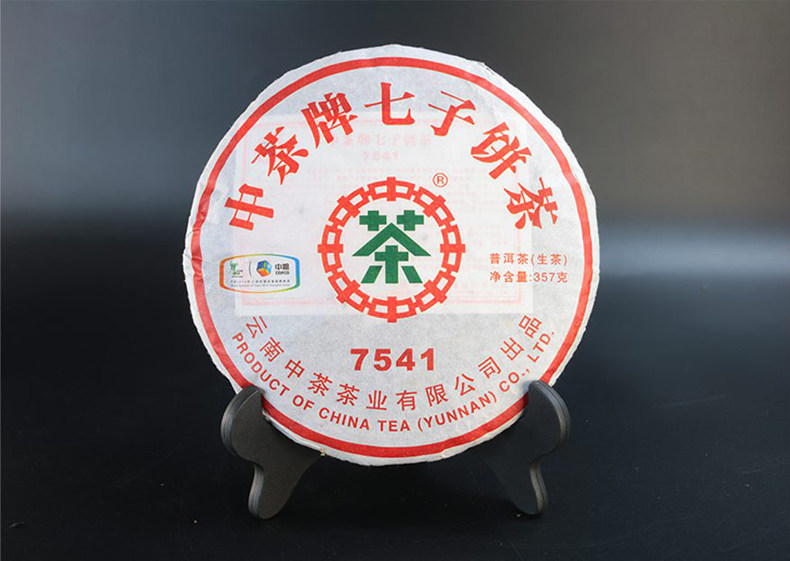 中茶牌七子饼茶
中茶牌七子饼茶
7541
®
茶
中粮
COFCO
普洱茶(生茶)
净含量:357克
7541
云南中茶茶业有限公司出品
PRODUCT OF CHINA TEA (YUNNAN) CO., LTD.